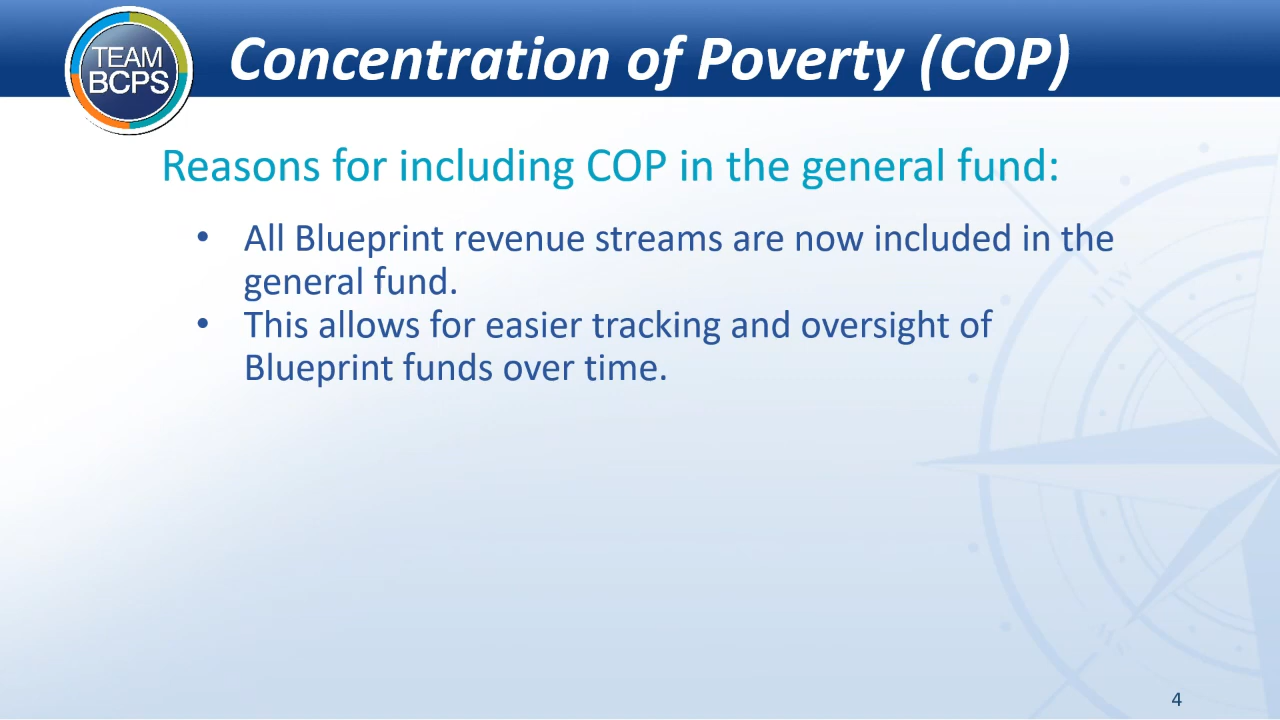 TEAM
BCPS
Concentration of Poverty (COP)
Reasons for including COP in the general fund:
• All Blueprint revenue streams are now included in the
general fund.
• This allows for easier tracking and oversight of
Blueprint funds over time.
NW
4